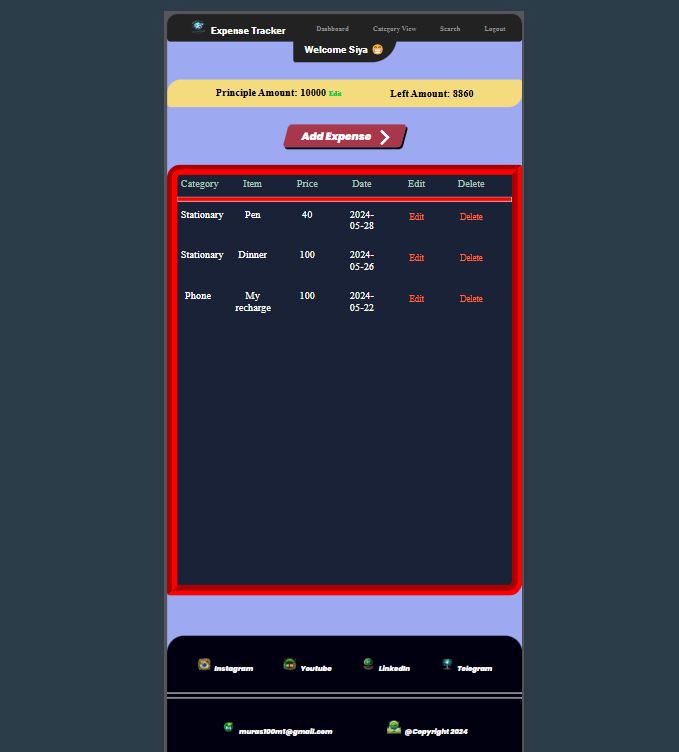 Expense Tracker Dashboard Category View Search Logout
Welcome Siya
Principle Amount: 10000 Edit Left Amount: 8860
Add Expense
Category Item Price Date Edit Delete
Stationary Pen 40 2024-05-28 Edit Delete
Stationary Dinner 100 2024-05-26 Edit Delete
Phone My recharge 100 2024-05-22 Edit Delete
Instagram Youtube LinkedIn Telegram
muras100m1@gmail.com @Copyright 2024